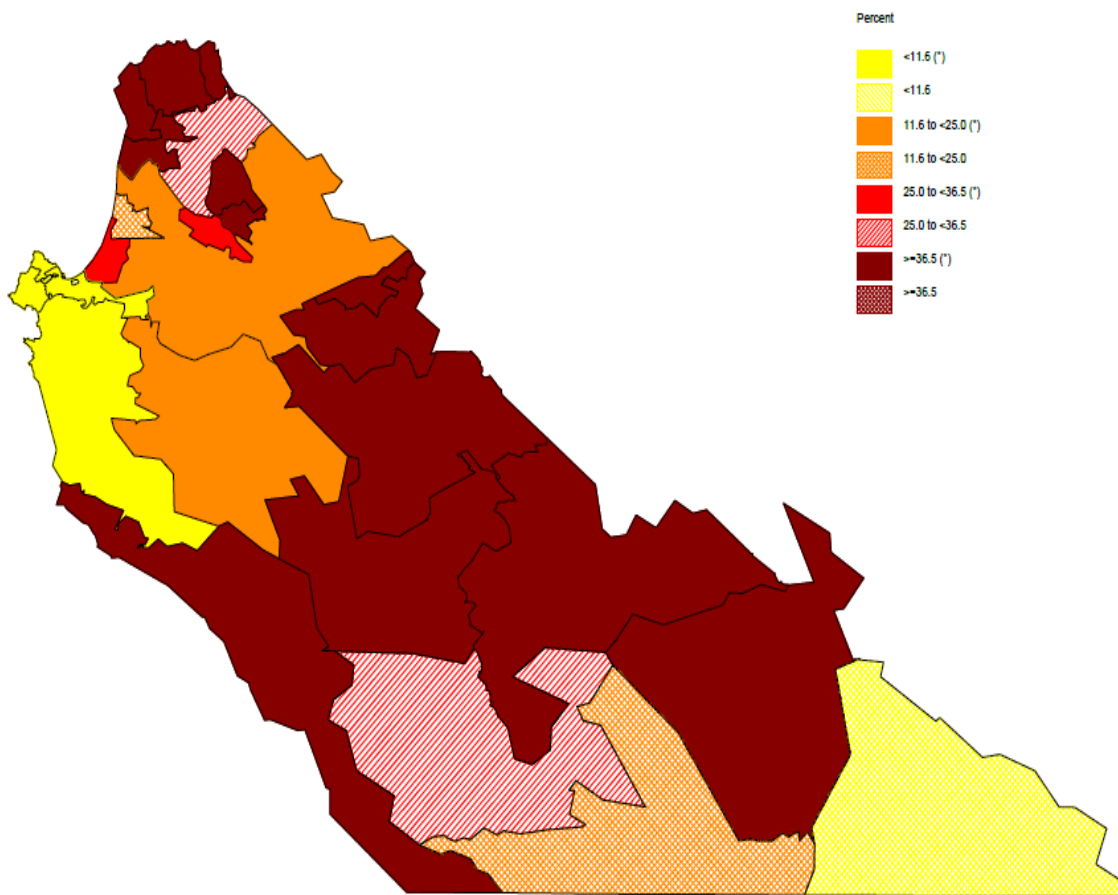 Percent
<11.6 (*)
<11.6
11.6 to <25.0 (*)
11.6 to <25.0
25.0 to <36.5 (*)
25.0 to <36.5
>=36.5 (*)
>=36.5